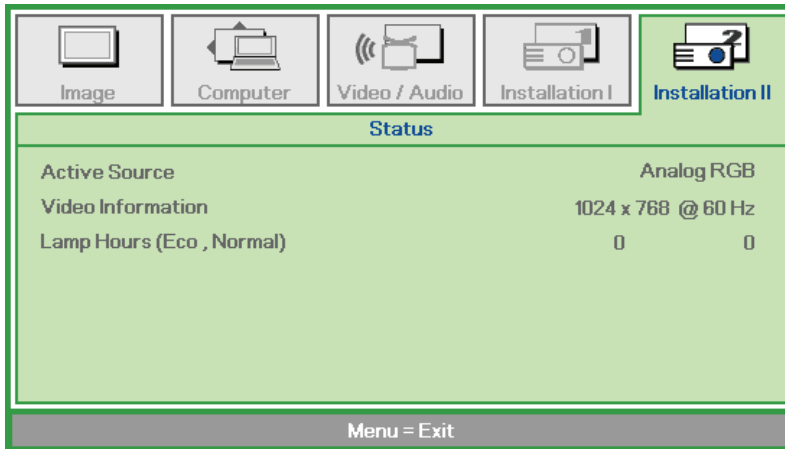 Image
Computer
Video / Audio
Installation I
Installation II
Status
Active Source Analog RGB
Video Information 1024 x 768 @ 60 Hz
Lamp Hours (Eco , Normal) 0 0
Menu = Exit